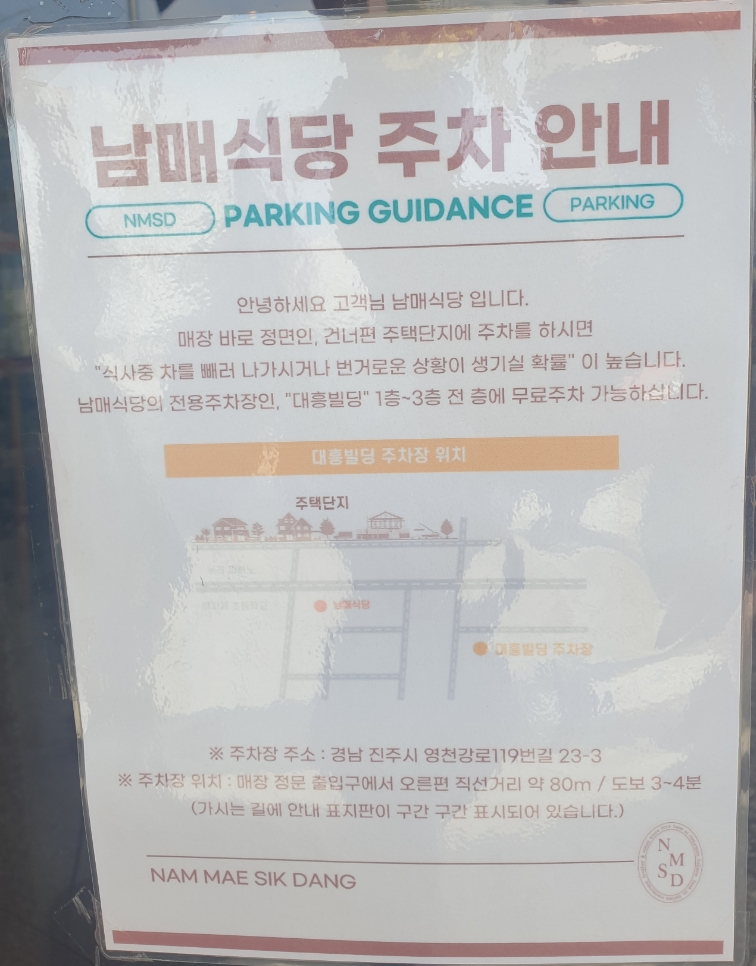 남매식당 주차 안내
NMSD PARKING GUIDANCE PARKING
안녕하세요 고객님 남매식당 입니다.
매장 바로 정면인, 건너편 주택단지에 주차를 하시면
"식사중 차를 빼러 나가시거나 번거로운 상황이 생기실 확률" 이 높습니다.
남매식당의 전용주차장인, "대흥빌딩" 1층~3층 전 층에 무료주차 가능하십니다.
대흥빌딩 주차장 위치
주택단지
남매식당
대흥빌딩 주차장
※ 주차장 주소 : 경남 진주시 영천강로119번길 23-3
※ 주차장 위치 : 매장 정문 출입구에서 오른편 직선거리 약 80m / 도보 3~4분
(가시는 길에 안내 표지판이 구간 구간 표시되어 있습니다.)
NAM MAE SIK DANG
N M S D